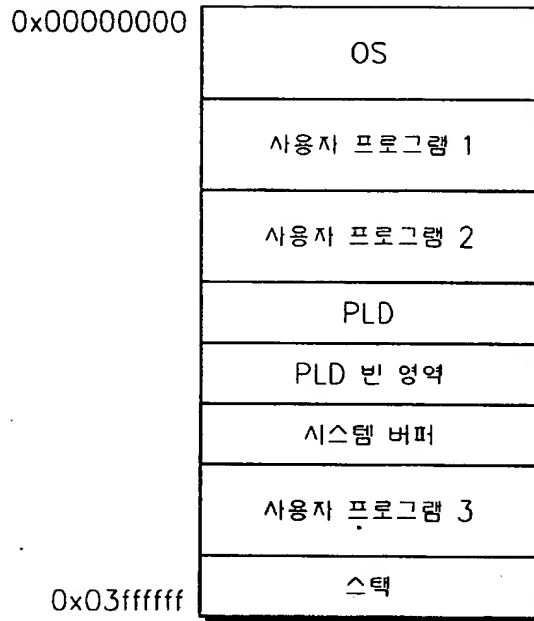 0x00000000
OS
사용자 프로그램 1
사용자 프로그램 2
PLD
PLD 빈 영역
시스템 버퍼
사용자 프로그램 3
스택
0x03ffffff